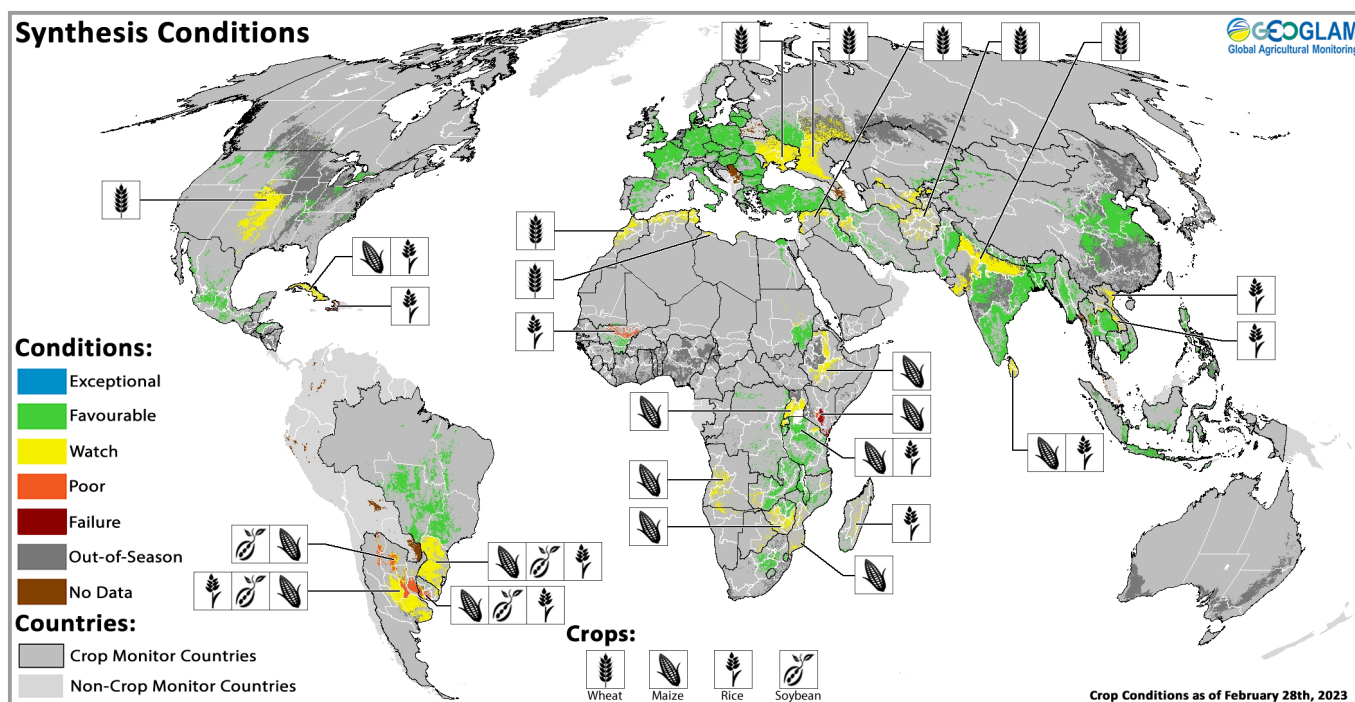 Synthesis Conditions
GEOGLAM
Global Agricultural Monitoring
Conditions:
Exceptional
Favourable
Watch
Poor
Failure
Out-of-Season
No Data
Countries:
Crop Monitor Countries
Non-Crop Monitor Countries
Crops:
Wheat Maize Rice Soybean
Crop Conditions as of February 28th, 2023